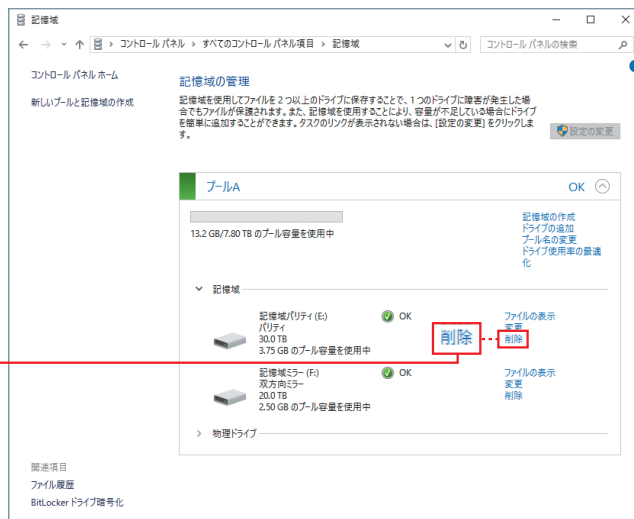 記憶域
コントロール パネル › すべてのコントロール パネル項目 › 記憶域
コントロール パネルの検索
コントロール パネル ホーム
新しいプールと記憶域の作成
記憶域の管理
記憶域を使用してファイルを 2 つ以上のドライブに保存することで、1 つのドライブに障害が発生した場
合でもファイルが保護されます。また、記憶域を使用することにより、容量が不足している場合にドライブ
を簡単に追加することができます。タスクのリンクが表示されない場合は、[設定の変更] をクリックしま
す。
設定の変更
プールA
OK
13.2 GB/7.80 TB のプール容量を使用中
記憶域の作成
ドライブの追加
プール名の変更
ドライブ使用率の最適
化
記憶域
記憶域パリティ (E:)
パリティ
30.0 TB
3.75 GB のプール容量を使用中
OK
削除
ファイルの表示
変更
削除
記憶域ミラー (F:)
双方向ミラー
20.0 TB
2.50 GB のプール容量を使用中
OK
ファイルの表示
変更
削除
物理ドライブ
関連項目
ファイル履歴
BitLocker ドライブ暗号化